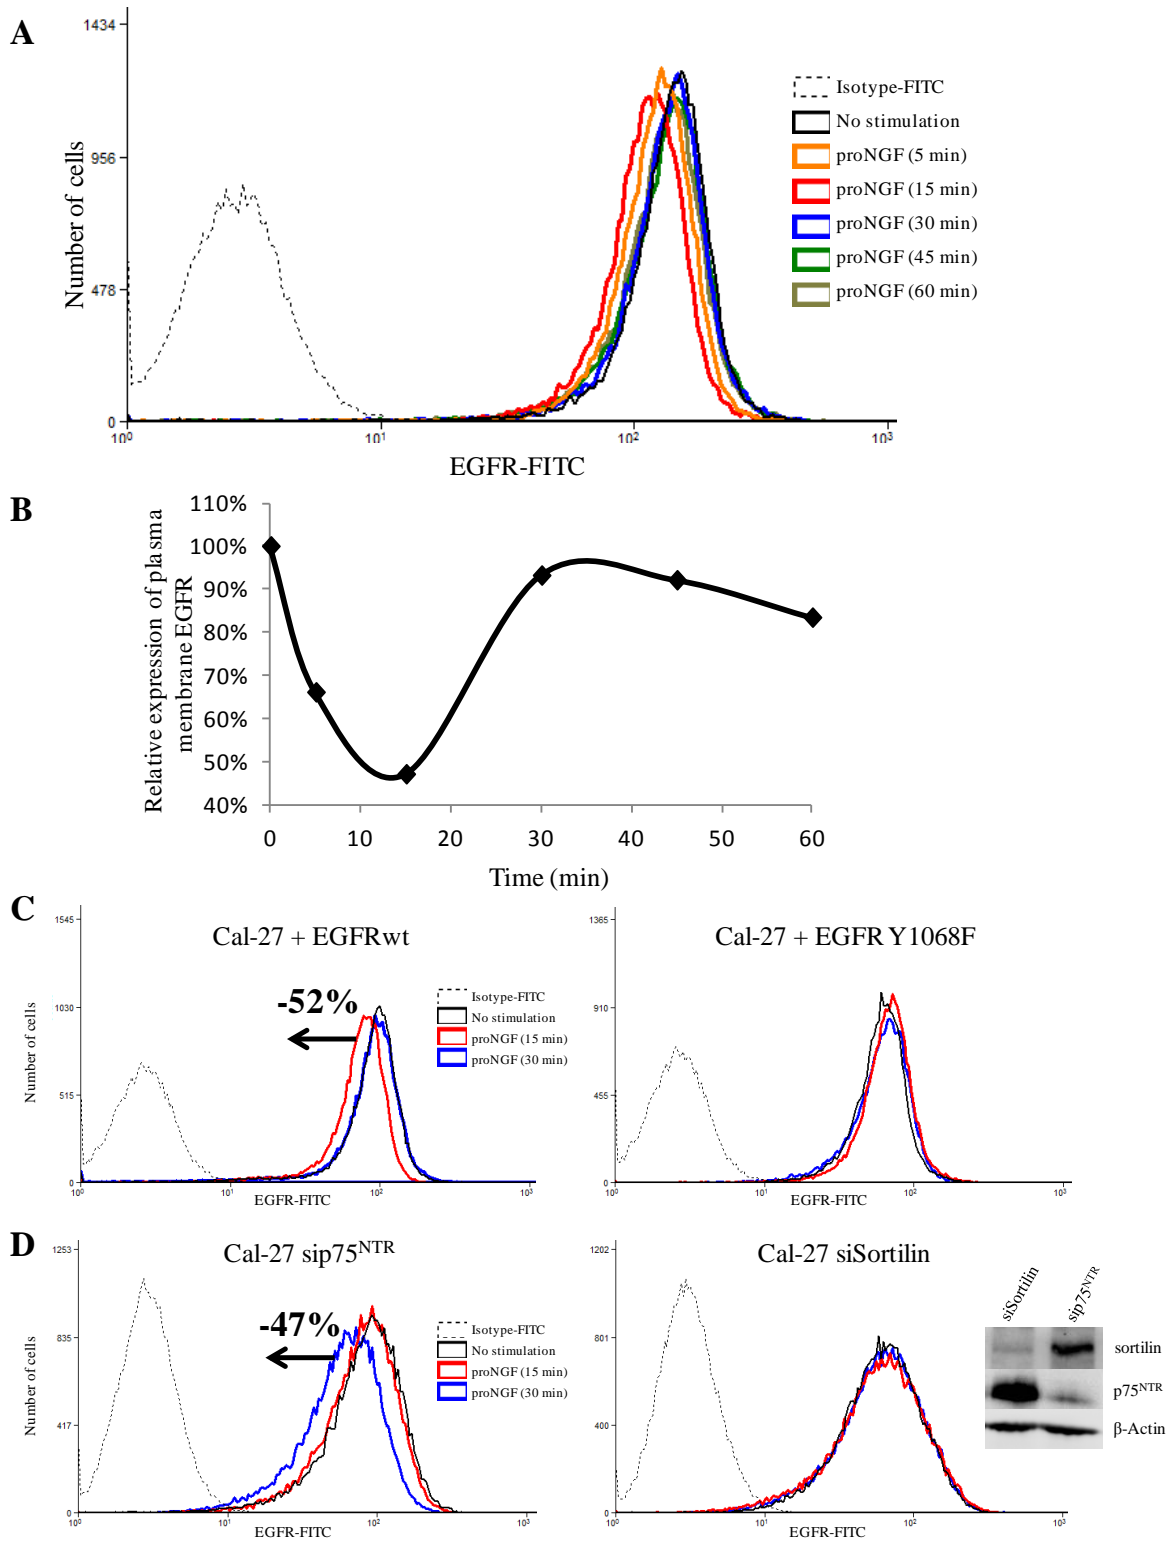 A
1434
956
478
0
Number of cells
10⁰
10¹
10²
10³
EGFR-FITC
Isotype-FITC
No stimulation
proNGF (5 min)
proNGF (15 min)
proNGF (30 min)
proNGF (45 min)
proNGF (60 min)
B
110%
100%
90%
80%
70%
60%
50%
40%
Relative expression of plasma
membrane EGFR
0
10
20
30
40
50
60
Time (min)
C
Cal-27 + EGFRwt
1545
1030
515
0
Number of cells
-52%
Isotype-FITC
No stimulation
proNGF (15 min)
proNGF (30 min)
10⁰
10¹
10²
10³
EGFR-FITC
Cal-27 + EGFR Y1068F
1365
910
455
0
10⁰
10¹
10²
10³
EGFR-FITC
D
Cal-27 sip75ᴺᵀᴿ
1253
835
417
0
Number of cells
-47%
Isotype-FITC
No stimulation
proNGF (15 min)
proNGF (30 min)
10⁰
10¹
10²
10³
EGFR-FITC
Cal-27 siSortilin
1202
801
400
0
10⁰
10¹
10²
10³
EGFR-FITC
siSortilin
sip75ᴺᵀᴿ
sortilin
p75ᴺᵀᴿ
β-Actin